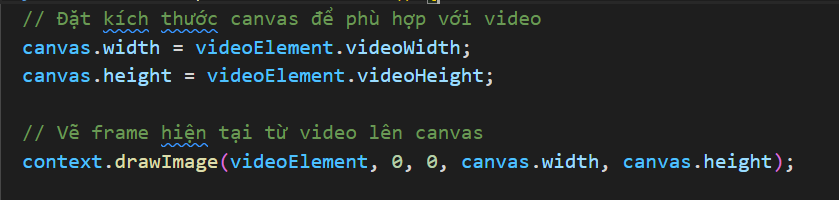 // Đặt kích thước canvas để phù hợp với video
canvas.width = videoElement.videoWidth;
canvas.height = videoElement.videoHeight;
// Vẽ frame hiện tại từ video lên canvas
context.drawImage(videoElement, 0, 0, canvas.width, canvas.height);